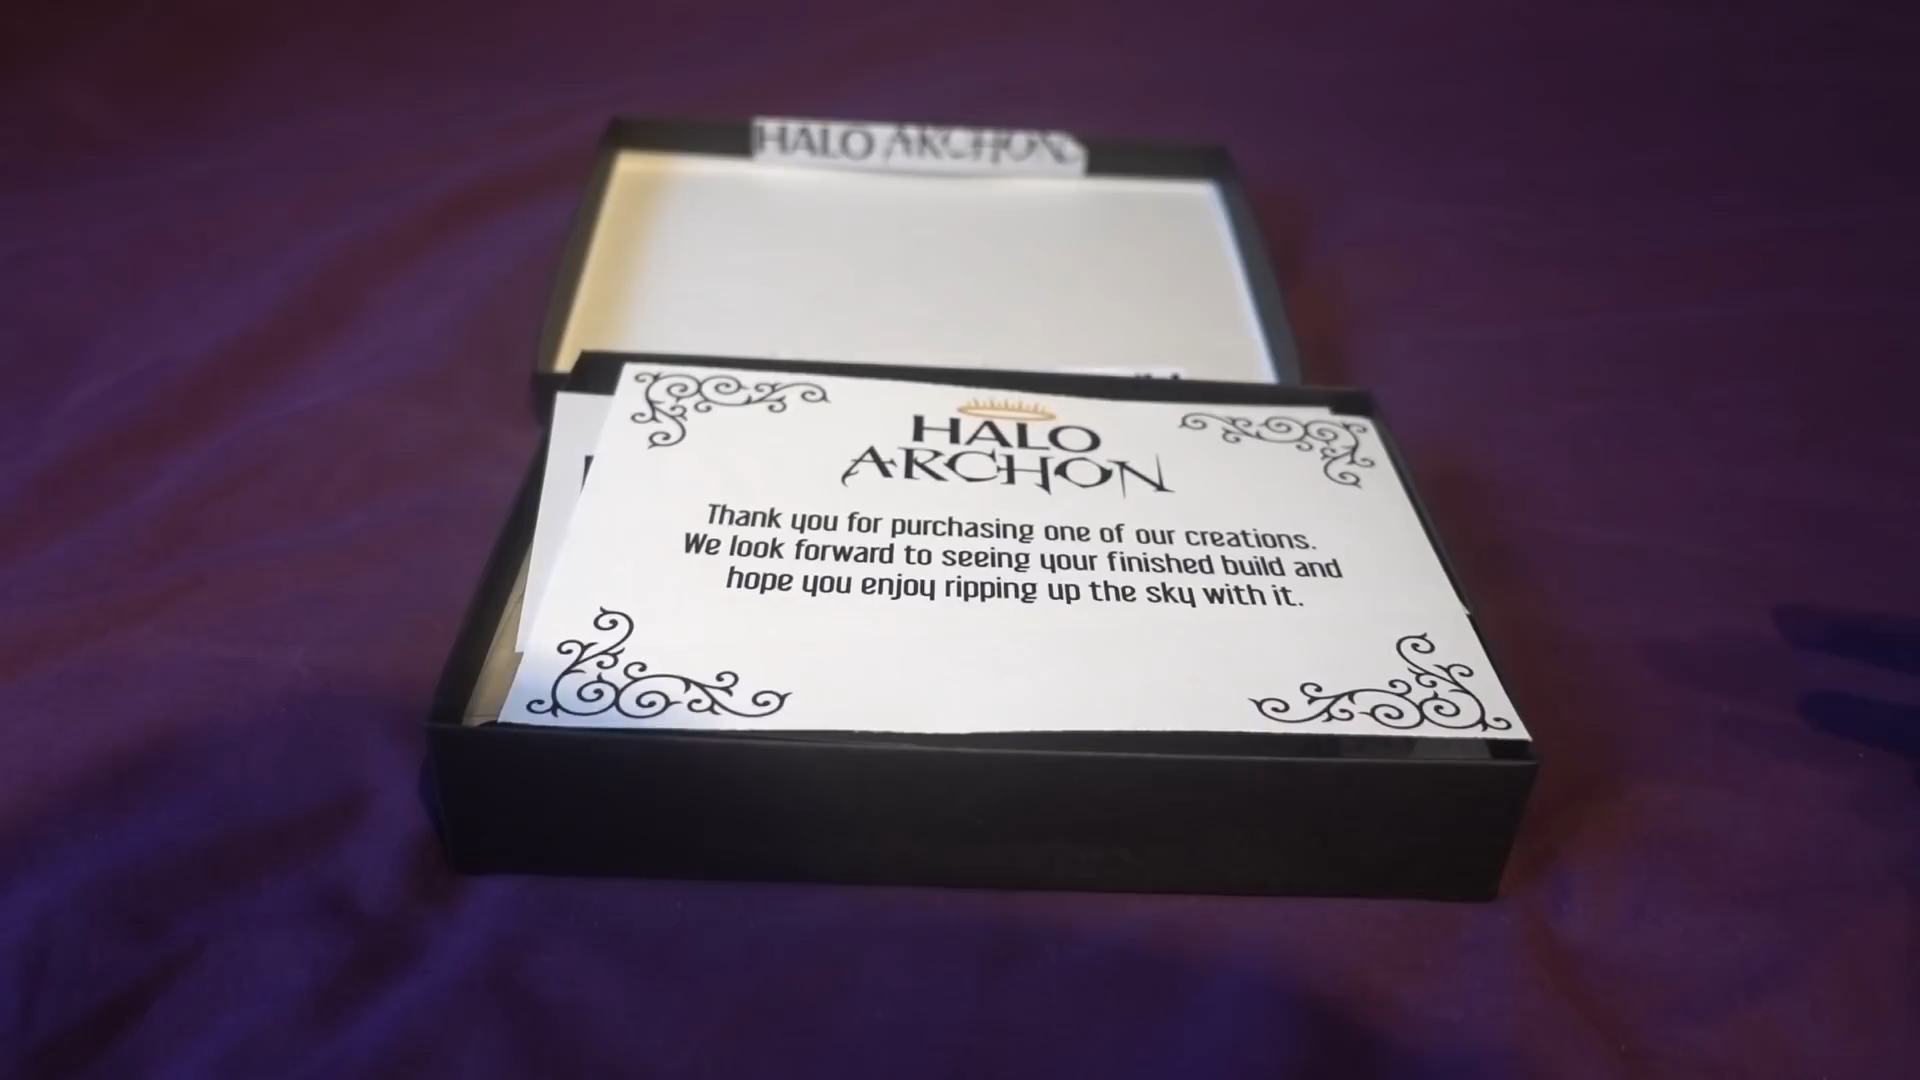 HALO ARCHON
HALO
ARCHON
Thank you for purchasing one of our creations.
We look forward to seeing your finished build and
hope you enjoy ripping up the sky with it.